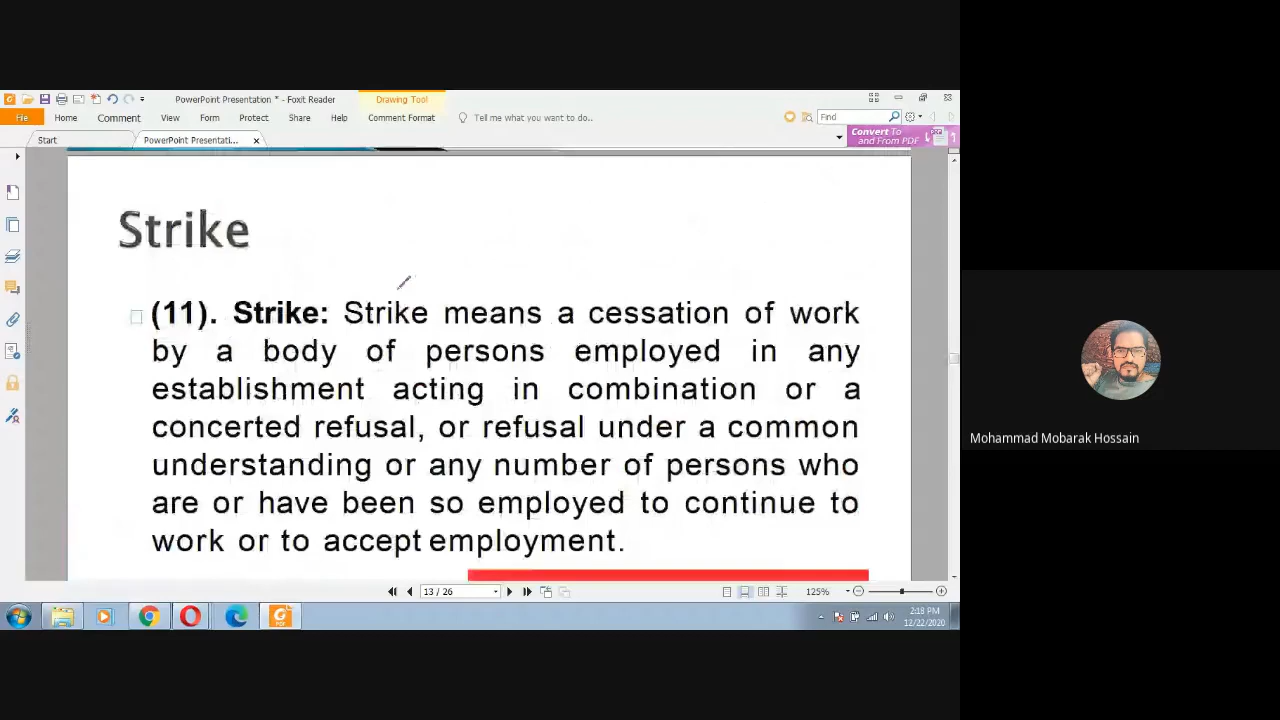 PowerPoint Presentation * - Foxit Reader
Drawing Tool
File Home Comment View Form Protect Share Help Comment Format Tell me what you want to do.. Find
Start PowerPoint Presentati... Convert To
and From PDF
Strike
(11). Strike: Strike means a cessation of work
by a body of persons employed in any
establishment acting in combination or a
concerted refusal, or refusal under a common
understanding or any number of persons who
are or have been so employed to continue to
work or to accept employment.
Mohammad Mobarak Hossain
13 / 26
125%
2:18 PM
12/22/2020